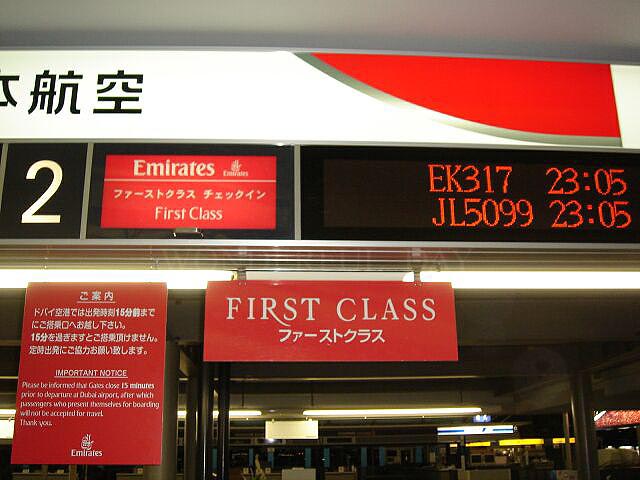 本航空
2
Emirates
ファーストクラス チェックイン
First Class
EK317 23:05
JL5099 23:05
ご案内
ドバイ空港では出発時刻15分前まで
にご搭乗口へお越し下さい。
15分を過ぎますとご搭乗頂けません。
定時出発にご協力お願い致します。
IMPORTANT NOTICE
Please be informed that Gates close 15 minutes
prior to departure at Dubai airport, after which
passengers who present themselves for boarding
will not be accepted for travel.
Thank you.
Emirates
FIRST CLASS
ファーストクラス